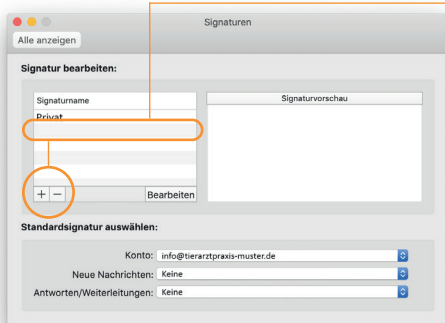 Signaturen
Alle anzeigen
Signatur bearbeiten:
Signaturname
Signaturvorschau
Privat
+ −
Bearbeiten
Standardsignatur auswählen:
Konto: info@tierarztpraxis-muster.de
Neue Nachrichten: Keine
Antworten/Weiterleitungen: Keine